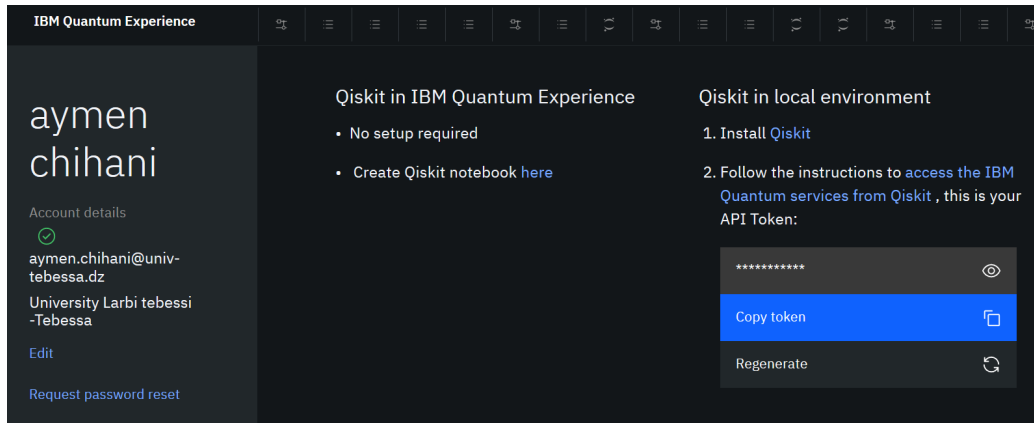 IBM Quantum Experience
aymen
chihani
Account details
aymen.chihani@univ-
tebessa.dz
University Larbi tebessi
-Tebessa
Edit
Request password reset
Qiskit in IBM Quantum Experience
• No setup required
• Create Qiskit notebook here
Qiskit in local environment
1. Install Qiskit
2. Follow the instructions to access the IBM
Quantum services from Qiskit , this is your
API Token:
***********
Copy token
Regenerate